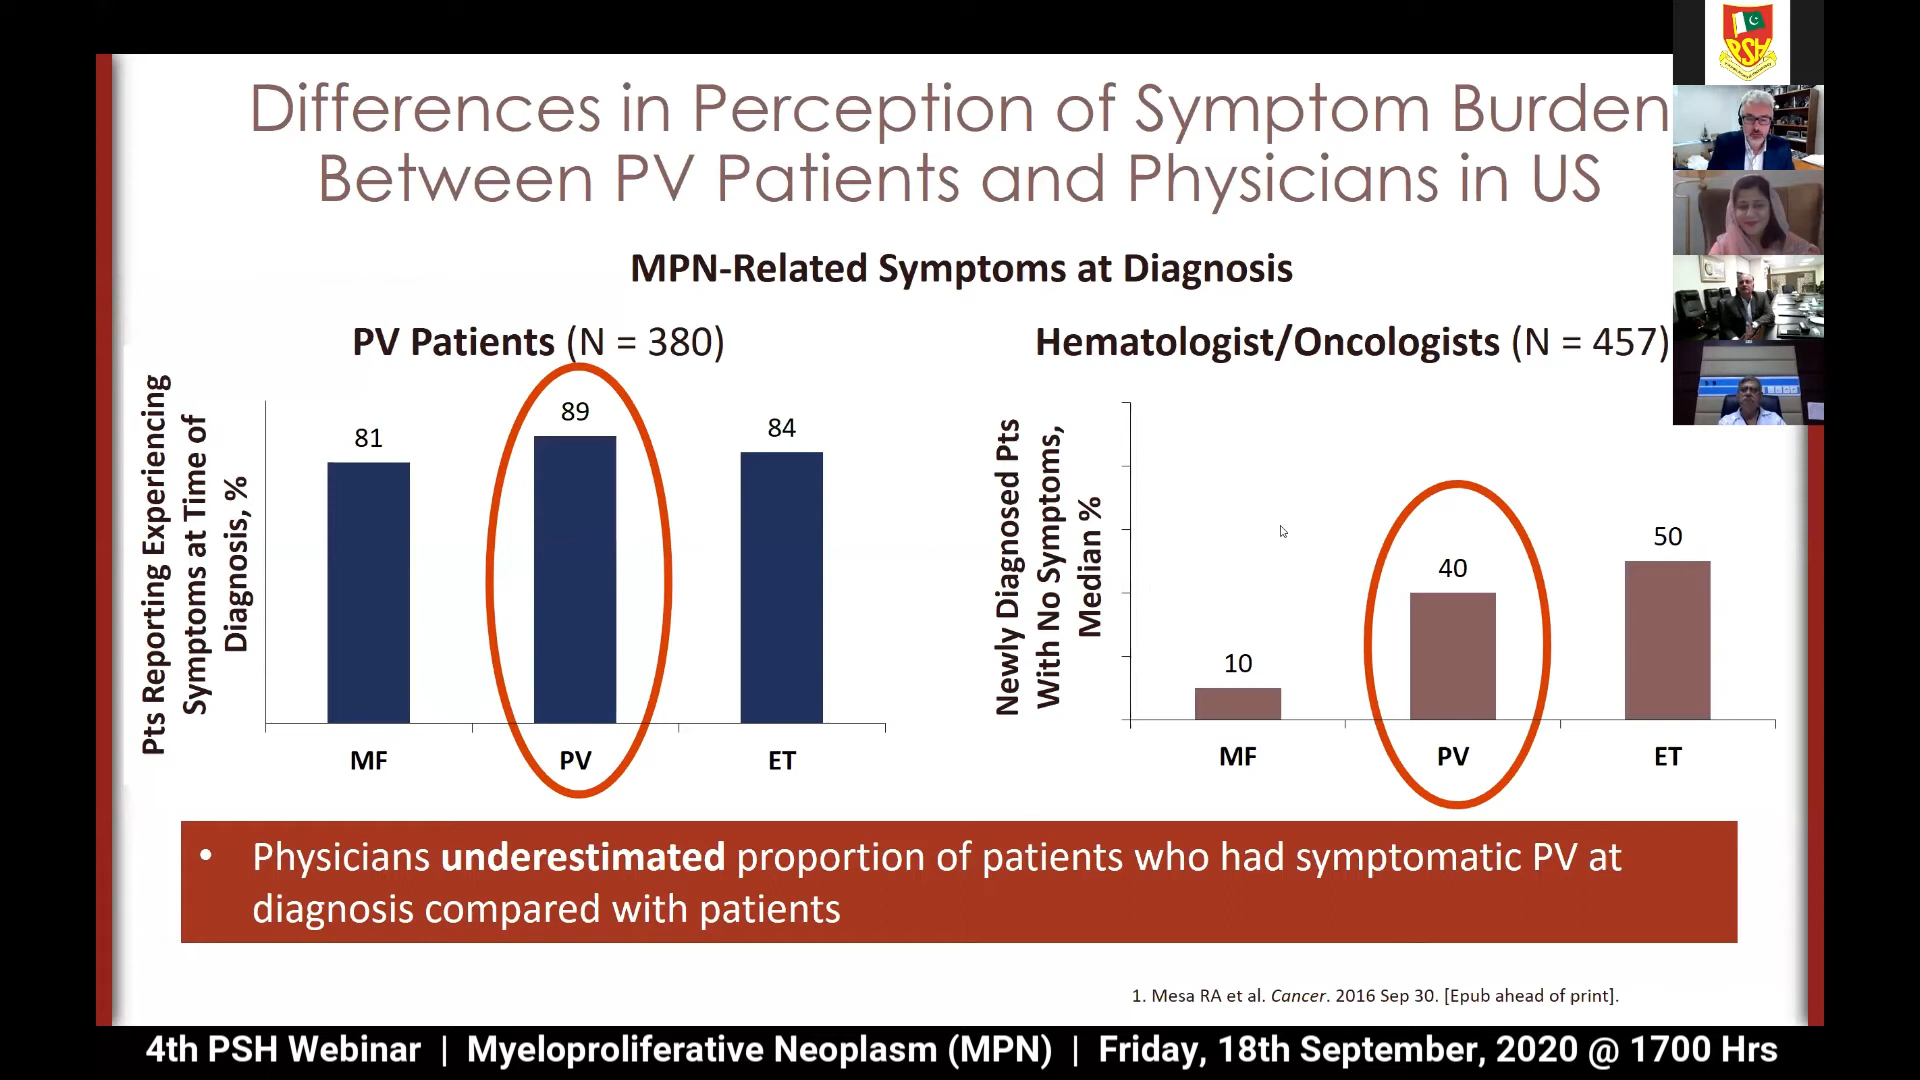 PSH
Differences in Perception of Symptom Burden
Between PV Patients and Physicians in US
MPN-Related Symptoms at Diagnosis
PV Patients (N = 380)
Pts Reporting Experiencing
Symptoms at Time of
Diagnosis, %
81
89
84
MF
PV
ET
Hematologist/Oncologists (N = 457)
Newly Diagnosed Pts
With No Symptoms,
Median %
10
40
50
MF
PV
ET
• Physicians underestimated proportion of patients who had symptomatic PV at
diagnosis compared with patients
1. Mesa RA et al. Cancer. 2016 Sep 30. [Epub ahead of print].
4th PSH Webinar | Myeloproliferative Neoplasm (MPN) | Friday, 18th September, 2020 @ 1700 Hrs